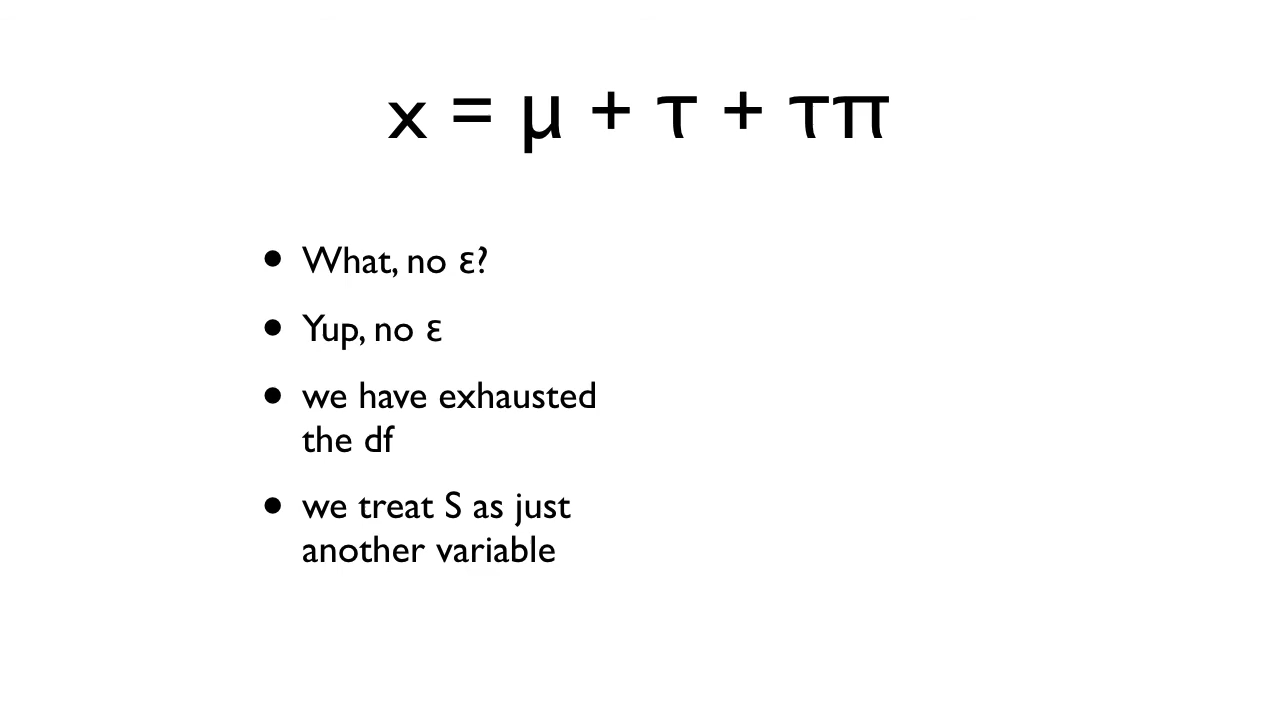 x = μ + τ + τπ
• What, no ε?
• Yup, no ε
• we have exhausted
the df
• we treat S as just
another variable